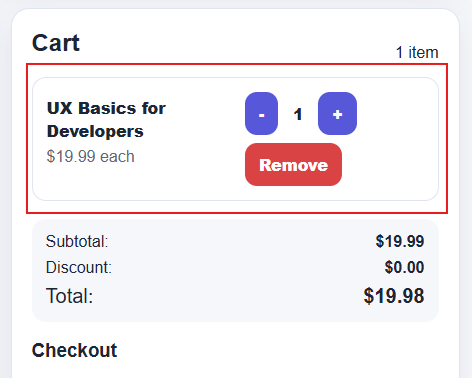 Cart
1 item
UX Basics for
Developers
$19.99 each
- 1 +
Remove
Subtotal: $19.99
Discount: $0.00
Total: $19.98
Checkout